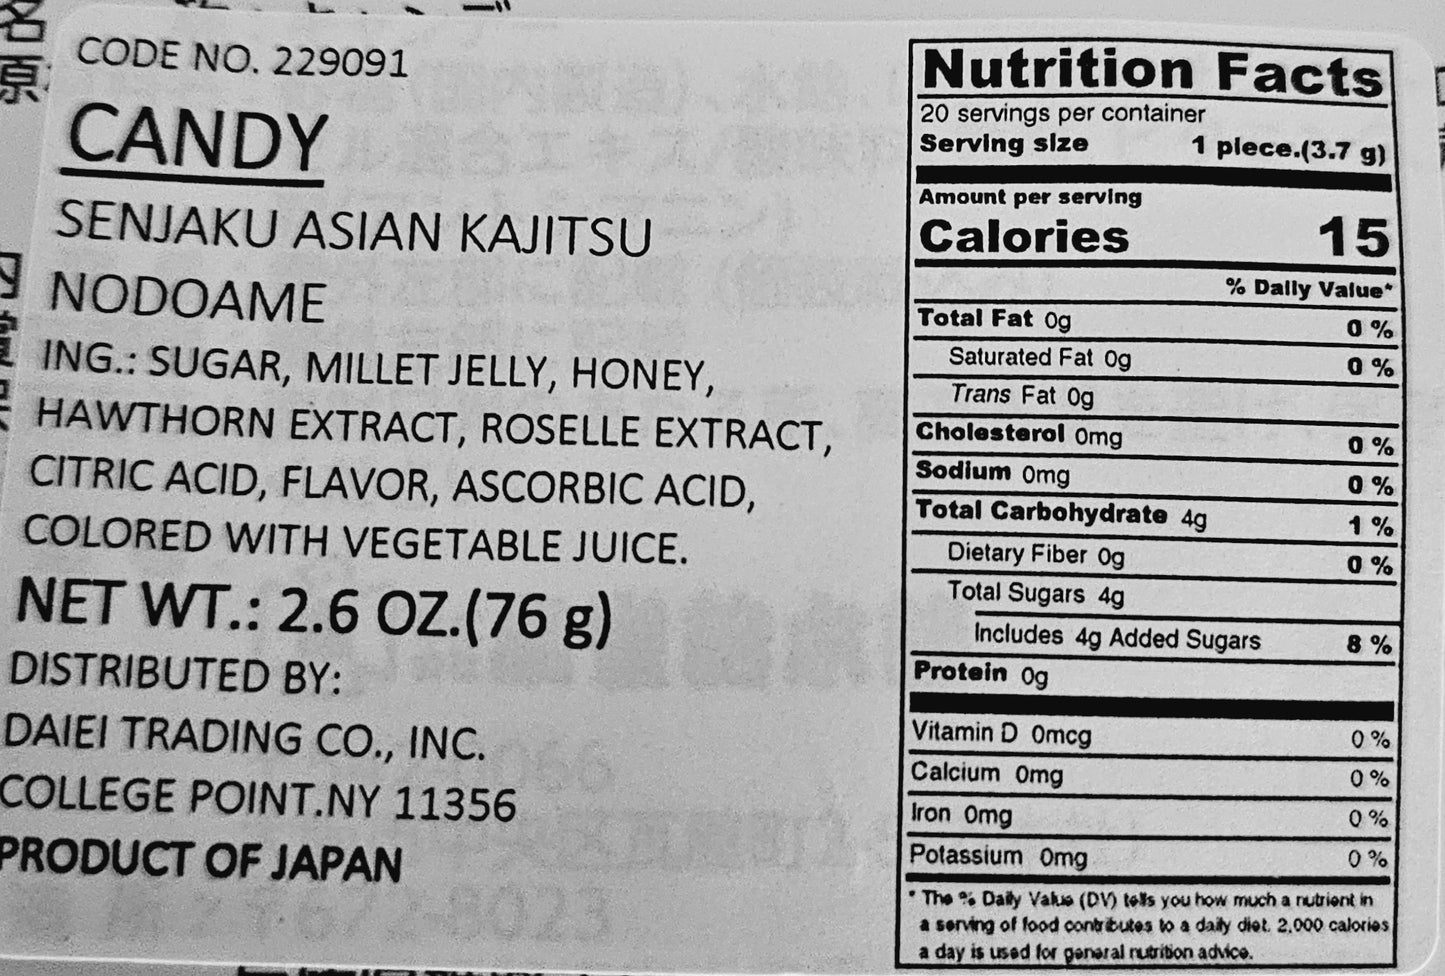 CODE NO. 229091
CANDY
SENJAKU ASIAN KAJITSU
NODOAME
ING.: SUGAR, MILLET JELLY, HONEY,
HAWTHORN EXTRACT, ROSELLE EXTRACT,
CITRIC ACID, FLAVOR, ASCORBIC ACID,
COLORED WITH VEGETABLE JUICE.
NET WT.: 2.6 OZ.(76 g)
DISTRIBUTED BY:
DAIEI TRADING CO., INC.
COLLEGE POINT.NY 11356
PRODUCT OF JAPAN
Nutrition Facts
20 servings per container
Serving size 1 piece.(3.7 g)
Amount per serving
Calories 15
% Daily Value*
Total Fat 0g 0 %
Saturated Fat 0g 0 %
Trans Fat 0g
Cholesterol 0mg 0 %
Sodium 0mg 0 %
Total Carbohydrate 4g 1 %
Dietary Fiber 0g 0 %
Total Sugars 4g
Includes 4g Added Sugars 8 %
Protein 0g
Vitamin D 0mcg 0 %
Calcium 0mg 0 %
Iron 0mg 0 %
Potassium 0mg 0 %
* The % Daily Value (DV) tells you how much a nutrient in
a serving of food contributes to a daily diet. 2,000 calories
a day is used for general nutrition advice.
名
原
内